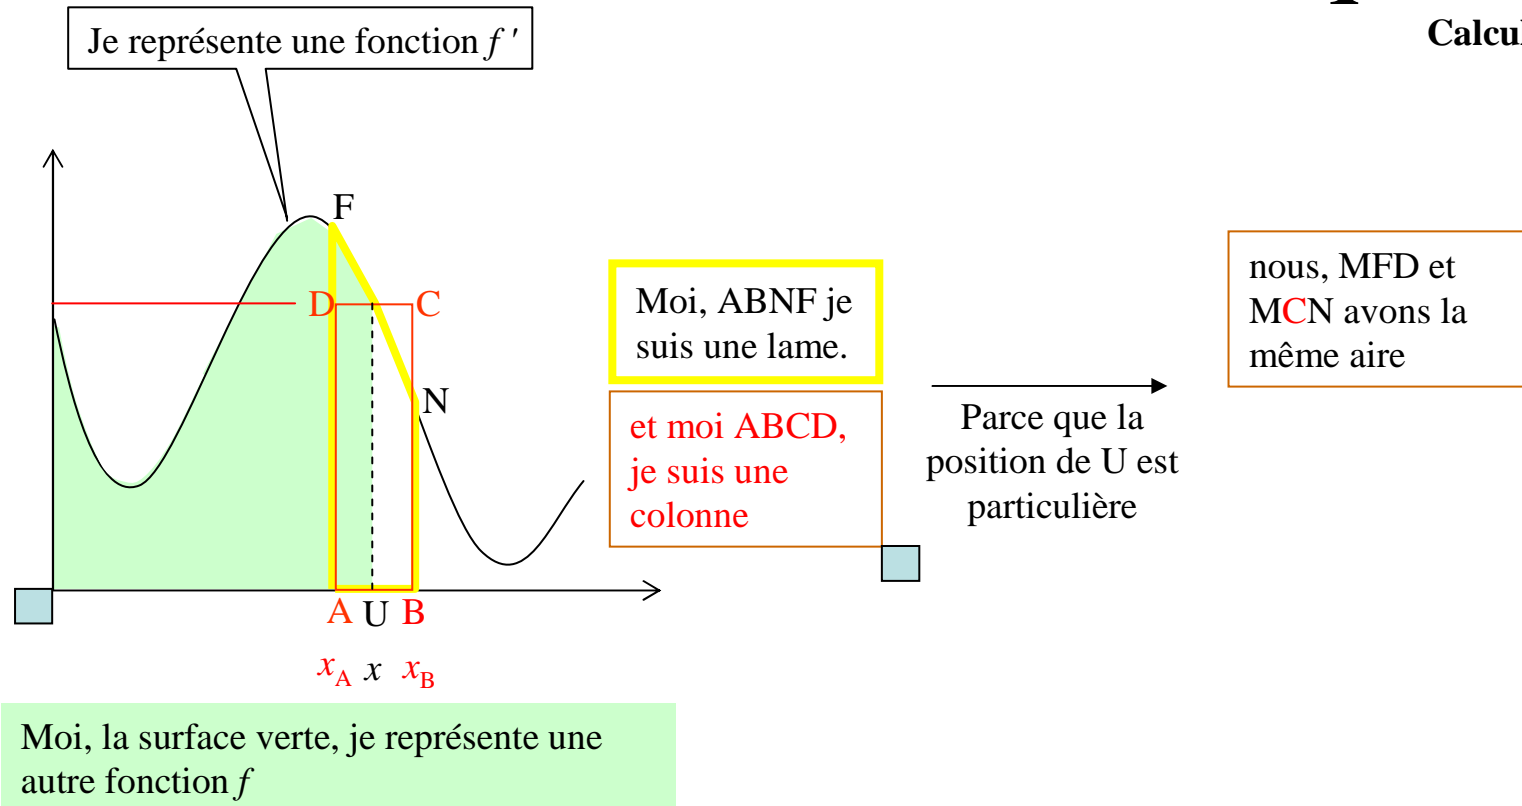 Calcul
Je représente une fonction f '
F
D
C
N
A U B
xA x xB
Moi, ABNF je
suis une lame.
et moi ABCD,
je suis une
colonne
Parce que la
position de U est
particulière
nous, MFD et
MCN avons la
même aire
Moi, la surface verte, je représente une
autre fonction f